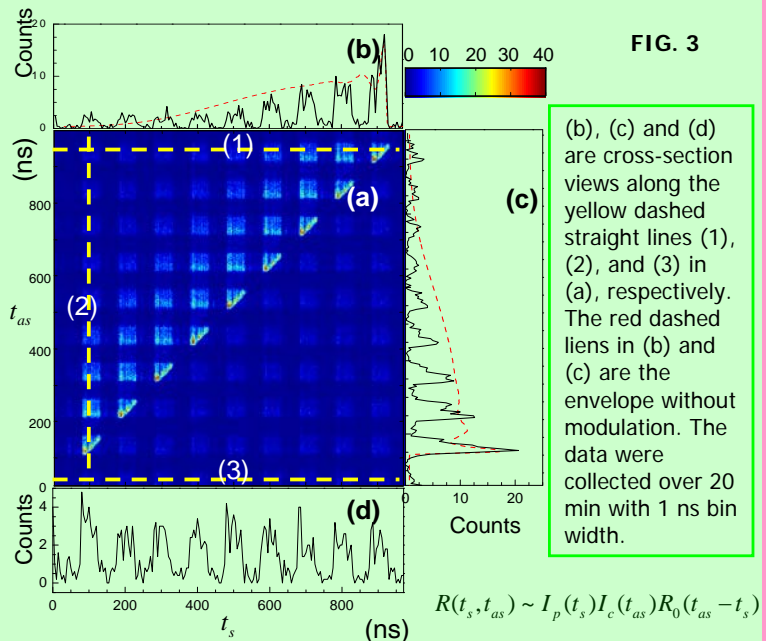 FIG. 3
Counts
20
10
0
(b)
0 10 20 30 40
(ns)
800
600
400
200
0
t_as
(1)
(2)
(3)
(a)
(c)
0 10 20
Counts
Counts
4
2
0
(d)
0 200 400 600 800
t_s
(ns)
(b), (c) and (d)
are cross-section
views along the
yellow dashed
straight lines (1),
(2), and (3) in
(a), respectively.
The red dashed
liens in (b) and
(c) are the
envelope without
modulation. The
data were
collected over 20
min with 1 ns bin
width.
R(t_s, t_as) ~ I_p(t_s)I_c(t_as)R_0(t_as − t_s)